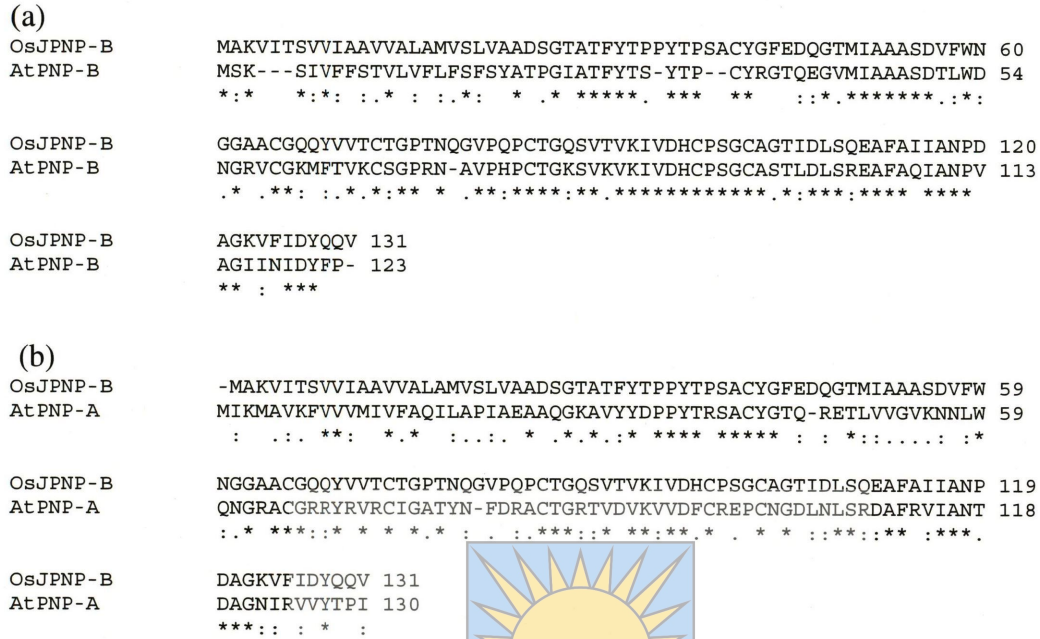 (a)
OsJPNP-B MAKVITSVVIAAVVALAMVSLVAADSGTATFYTPPYTPSACYGFEDQGTMIAAASDVFWN 60
AtPNP-B MSK---SIVFFSTVLVFLFSFSYATPGIATFYTS-YTP--CYRGTQEGVMIAAASDTLWD 54
*:* *:*: :.* : :.*: * .* *****. *** ** ::*.*******.:*:
OsJPNP-B GGAACGQQYVVTCTGPTNQGVPQPCTGQSVTVKIVDHCPSGCAGTIDLSQEAFAIIANPD 120
AtPNP-B NGRVCGKMFTVKCSGPRN-AVPHPCTGKSVKVKIVDHCPSGCASTLDLSREAFAQIANPV 113
.* .**: :.*.*:** * .**:****:**.************.*:***:**** ****
OsJPNP-B AGKVFIDYQQV 131
AtPNP-B AGIINIDYFP- 123
** : ***
(b)
OsJPNP-B -MAKVITSVVIAAVVALAMVSLVAADSGTATFYTPPYTPSACYGFEDQGTMIAAASDVFW 59
AtPNP-A MIKMAVKFVVVMIVFAQILAPIAEAAQGKAVYYDPPYTRSACYGTQ-RETLVVGVKNNLW 59
: .:. **: *.* :..:. * .*.*.:* **** ***** : : *::....: :*
OsJPNP-B NGGAACGQQYVVTCTGPTNQGVPQPCTGQSVTVKIVDHCPSGCAGTIDLSQEAFAIIANP 119
AtPNP-A QNGRACGRRYRVRCIGATYN-FDRACTGRTVDVKVVDFCREPCNGDLNLSRDAFRVIANT 118
:.* ***::* * * *.* : . :.***::* **:**.* . * * ::**::** :***.
OsJPNP-B DAGKVFIDYQQV 131
AtPNP-A DAGNIRVVYTPI 130
***:: : * :